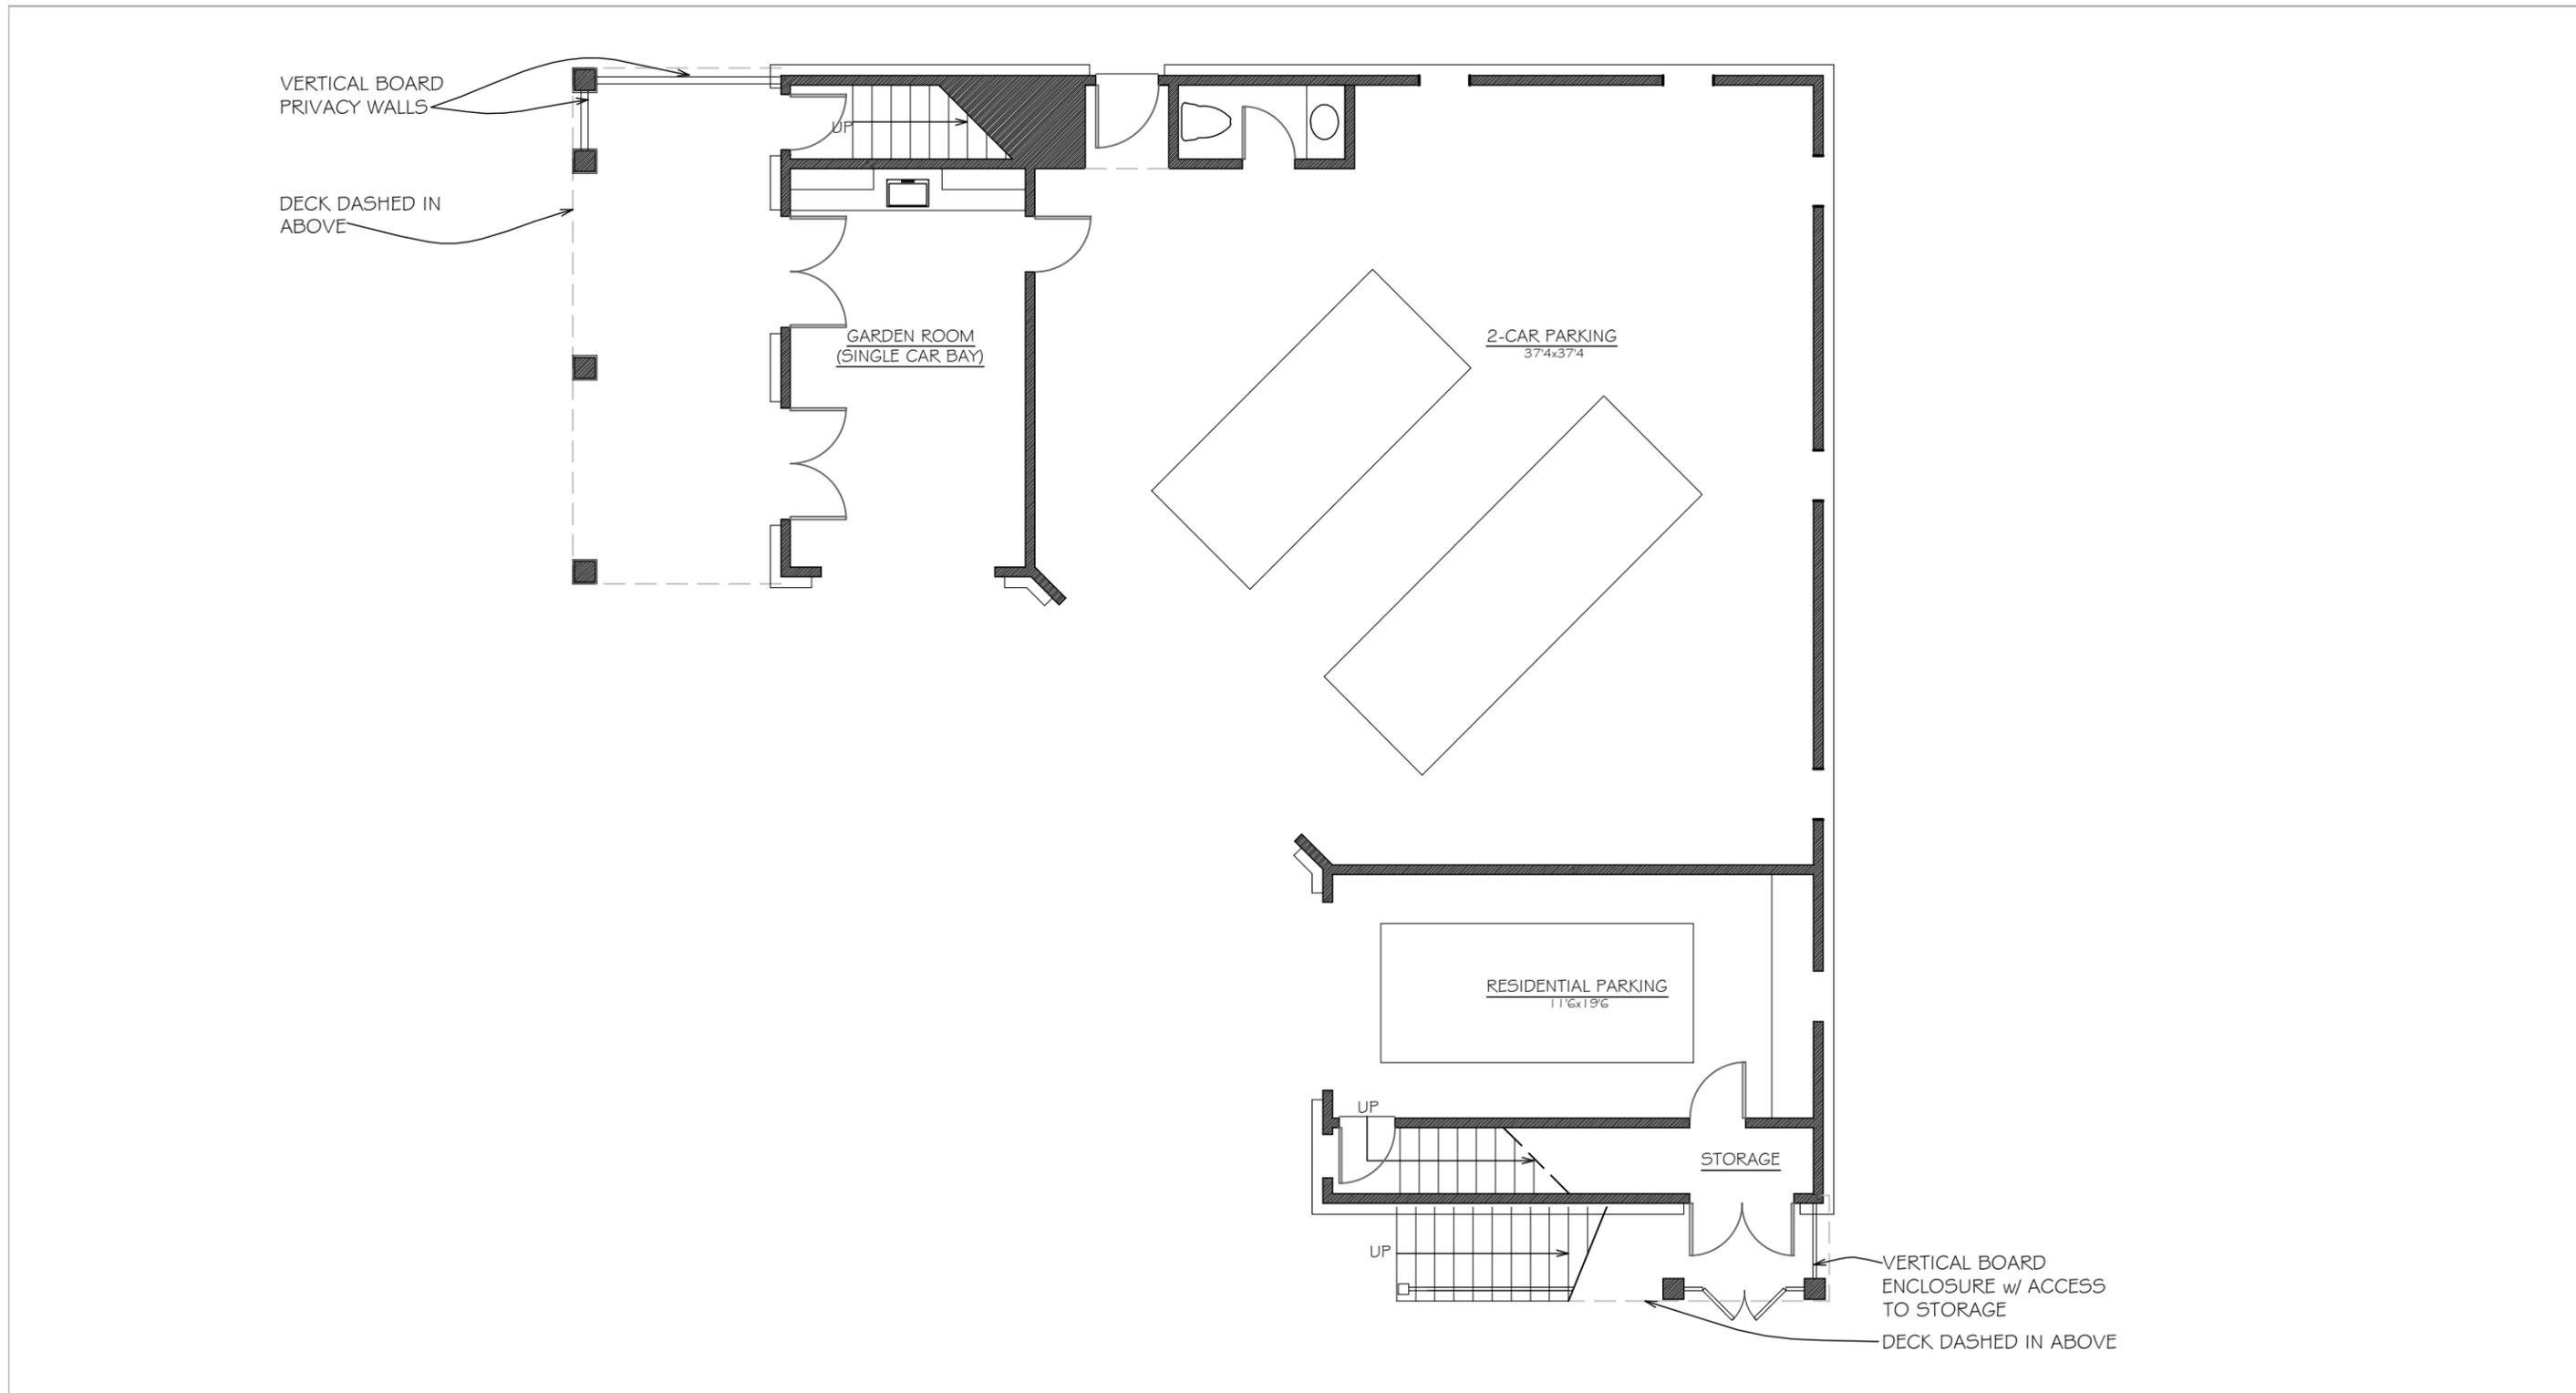 VERTICAL BOARD
PRIVACY WALLS
UP
DECK DASHED IN
ABOVE
GARDEN ROOM
(SINGLE CAR BAY)
2-CAR PARKING
37'4x37'4
RESIDENTIAL PARKING
11'6x19'6
UP
STORAGE
UP
VERTICAL BOARD
ENCLOSURE w/ ACCESS
TO STORAGE
DECK DASHED IN ABOVE